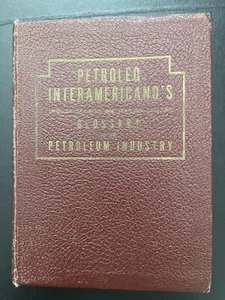 PETROLEO
INTERAMERICANO'S
GLOSSARY
PETROLEUM INDUSTRY